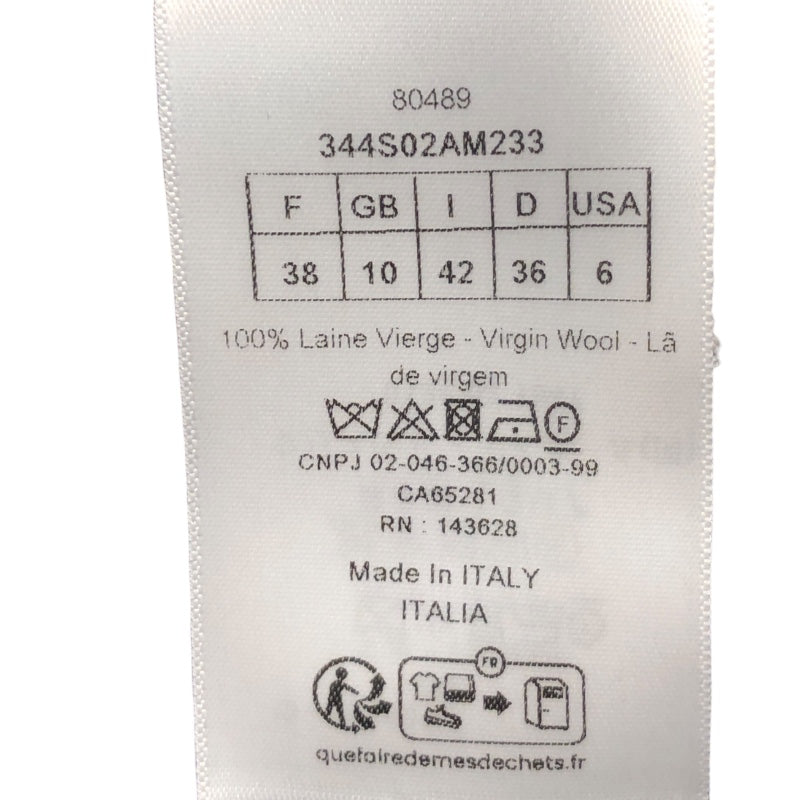 80489
344S02AM233
F GB I D USA
38 10 42 36 6
100% Laine Vierge - Virgin Wool - Lã
de virgem
F
CNPJ 02-046-366/0003-99
CA65281
RN : 143628
Made In ITALY
ITALIA
FR
quefairedemesdechets.fr